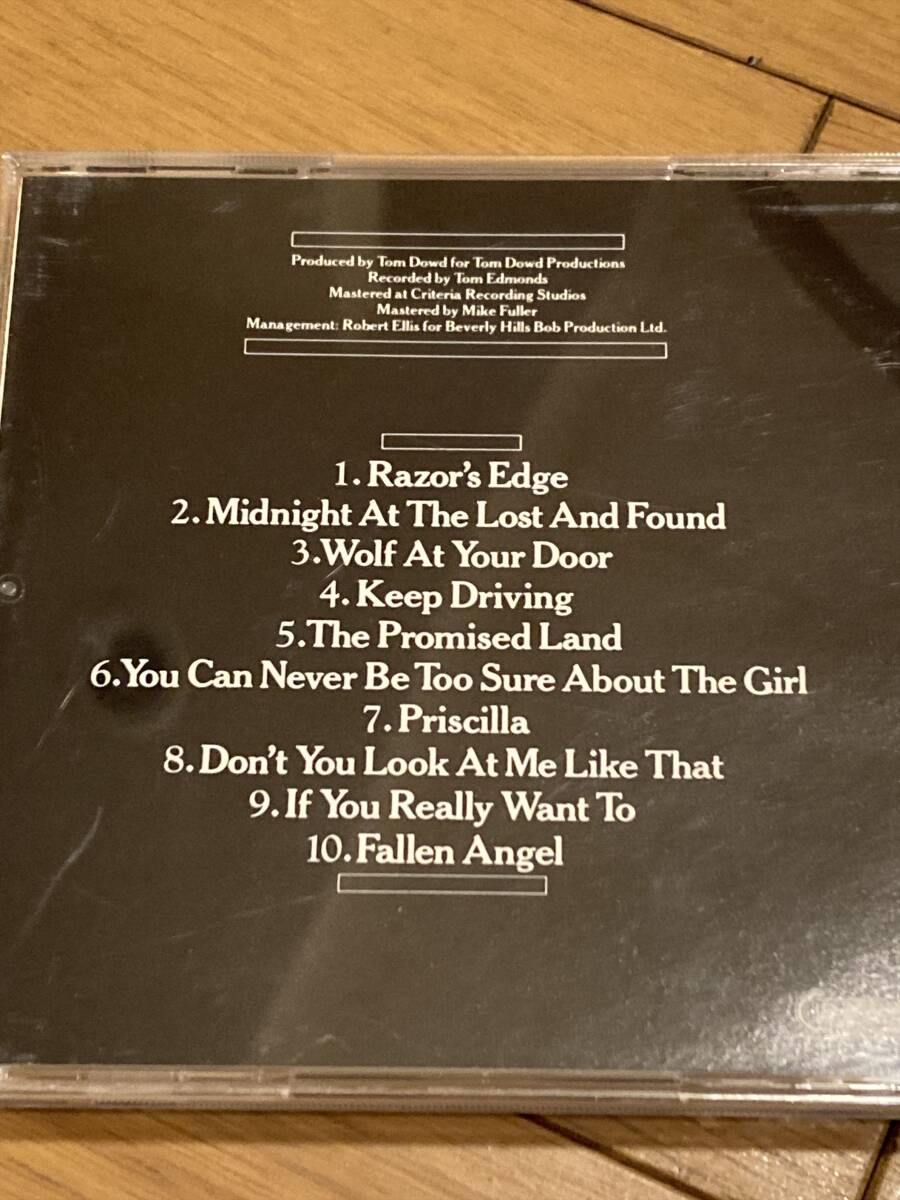 Produced by Tom Dowd for Tom Dowd Productions
Recorded by Tom Edmonds
Mastered at Criteria Recording Studios
Mastered by Mike Fuller
Management: Robert Ellis for Beverly Hills Bob Production Ltd.
1. Razor's Edge
2. Midnight At The Lost And Found
3. Wolf At Your Door
4. Keep Driving
5. The Promised Land
6. You Can Never Be Too Sure About The Girl
7. Priscilla
8. Don't You Look At Me Like That
9. If You Really Want To
10. Fallen Angel